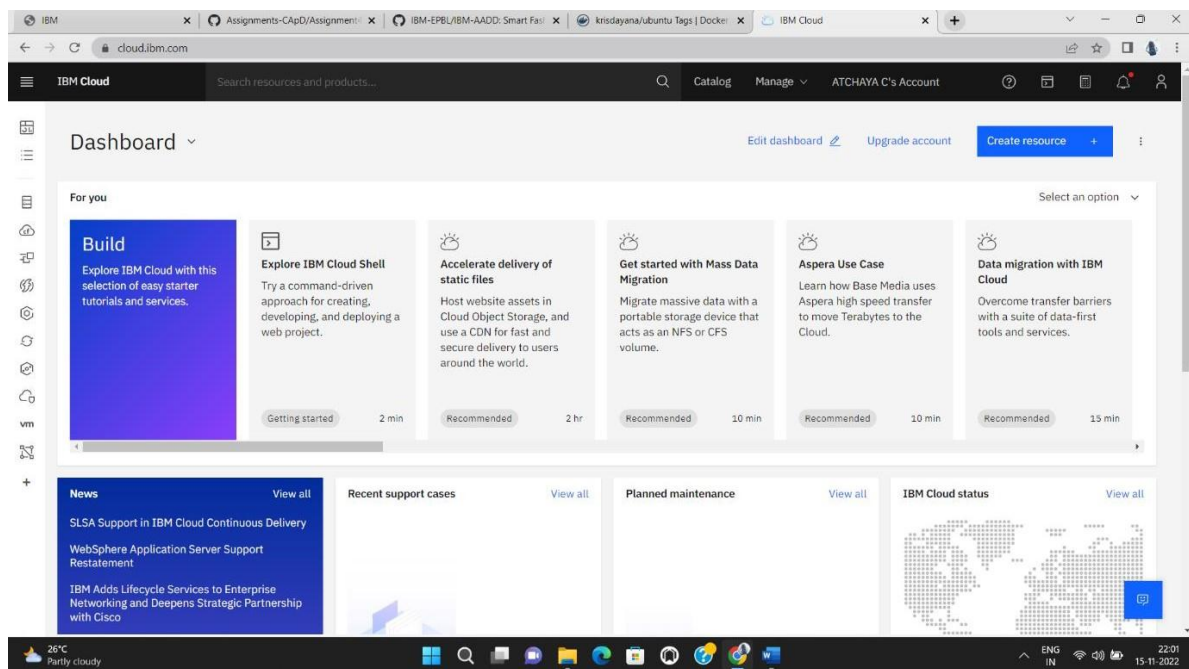 IBM
Assignments-CApD/Assignment
IBM-EPBL/IBM-AADD: Smart Fas
krisdayana/ubuntu Tags | Docker
IBM Cloud
cloud.ibm.com
IBM Cloud
Search resources and products...
Catalog
Manage
ATCHAYA C's Account
Dashboard
Edit dashboard
Upgrade account
Create resource +
For you
Select an option
Build
Explore IBM Cloud with this
selection of easy starter
tutorials and services.
Explore IBM Cloud Shell
Try a command-driven
approach for creating,
developing, and deploying a
web project.
Getting started
2 min
Accelerate delivery of
static files
Host website assets in
Cloud Object Storage, and
use a CDN for fast and
secure delivery to users
around the world.
Recommended
2 hr
Get started with Mass Data
Migration
Migrate massive data with a
portable storage device that
acts as an NFS or CFS
volume.
Recommended
10 min
Aspera Use Case
Learn how Base Media uses
Aspera high speed transfer
to move Terabytes to the
Cloud.
Recommended
10 min
Data migration with IBM
Cloud
Overcome transfer barriers
with a suite of data-first
tools and services.
Recommended
15 min
vm
News
View all
SLSA Support in IBM Cloud Continuous Delivery
WebSphere Application Server Support
Restatement
IBM Adds Lifecycle Services to Enterprise
Networking and Deepens Strategic Partnership
with Cisco
Recent support cases
View all
Planned maintenance
View all
IBM Cloud status
View all
26°C
Partly cloudy
ENG
IN
22:01
15-11-2022